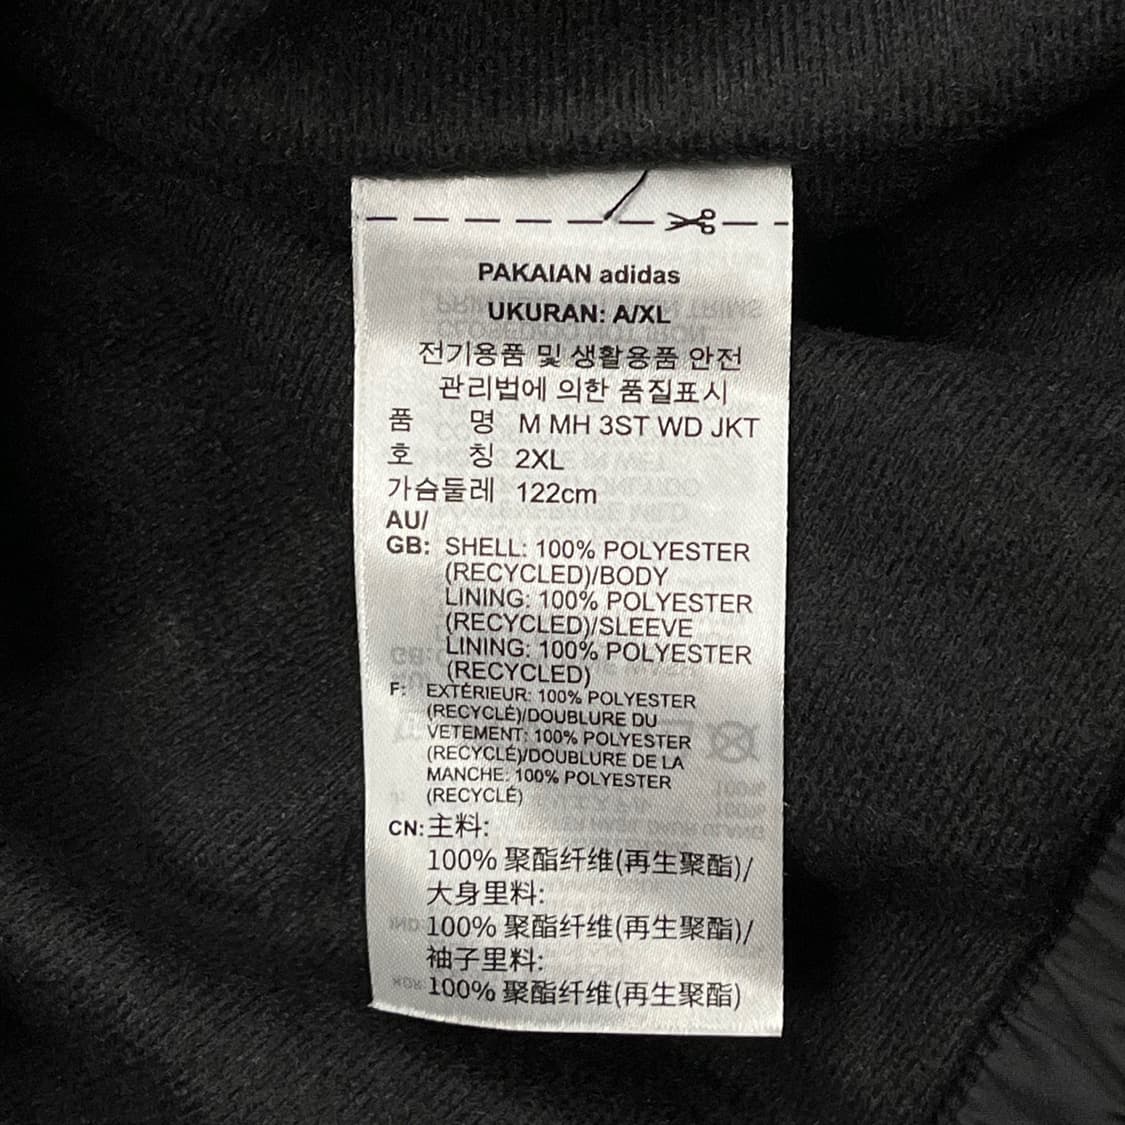 PAKAIAN adidas
UKURAN: A/XL
전기용품 및 생활용품 안전
관리법에 의한 품질표시
품 명 M MH 3ST WD JKT
호 칭 2XL
가슴둘레 122cm
AU/
GB: SHELL: 100% POLYESTER
(RECYCLED)/BODY
LINING: 100% POLYESTER
(RECYCLED)/SLEEVE
LINING: 100% POLYESTER
(RECYCLED)
F: EXTÉRIEUR: 100% POLYESTER
(RECYCLÉ)/DOUBLURE DU
VETEMENT: 100% POLYESTER
(RECYCLÉ)/DOUBLURE DE LA
MANCHE: 100% POLYESTER
(RECYCLÉ)
CN: 主料:
100% 聚酯纤维(再生聚酯)/
大身里料:
100% 聚酯纤维(再生聚酯)/
袖子里料:
100% 聚酯纤维(再生聚酯)